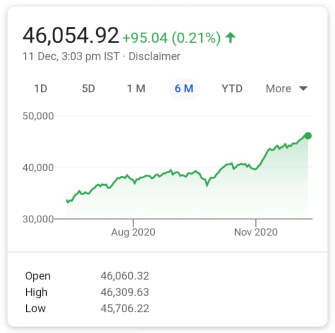 46,054.92 +95.04 (0.21%) ↑
11 Dec, 3:03 pm IST · Disclaimer
1D 5D 1 M 6 M YTD More
50,000
40,000
30,000
Aug 2020 Nov 2020
Open 46,060.32
High 46,309.63
Low 45,706.22